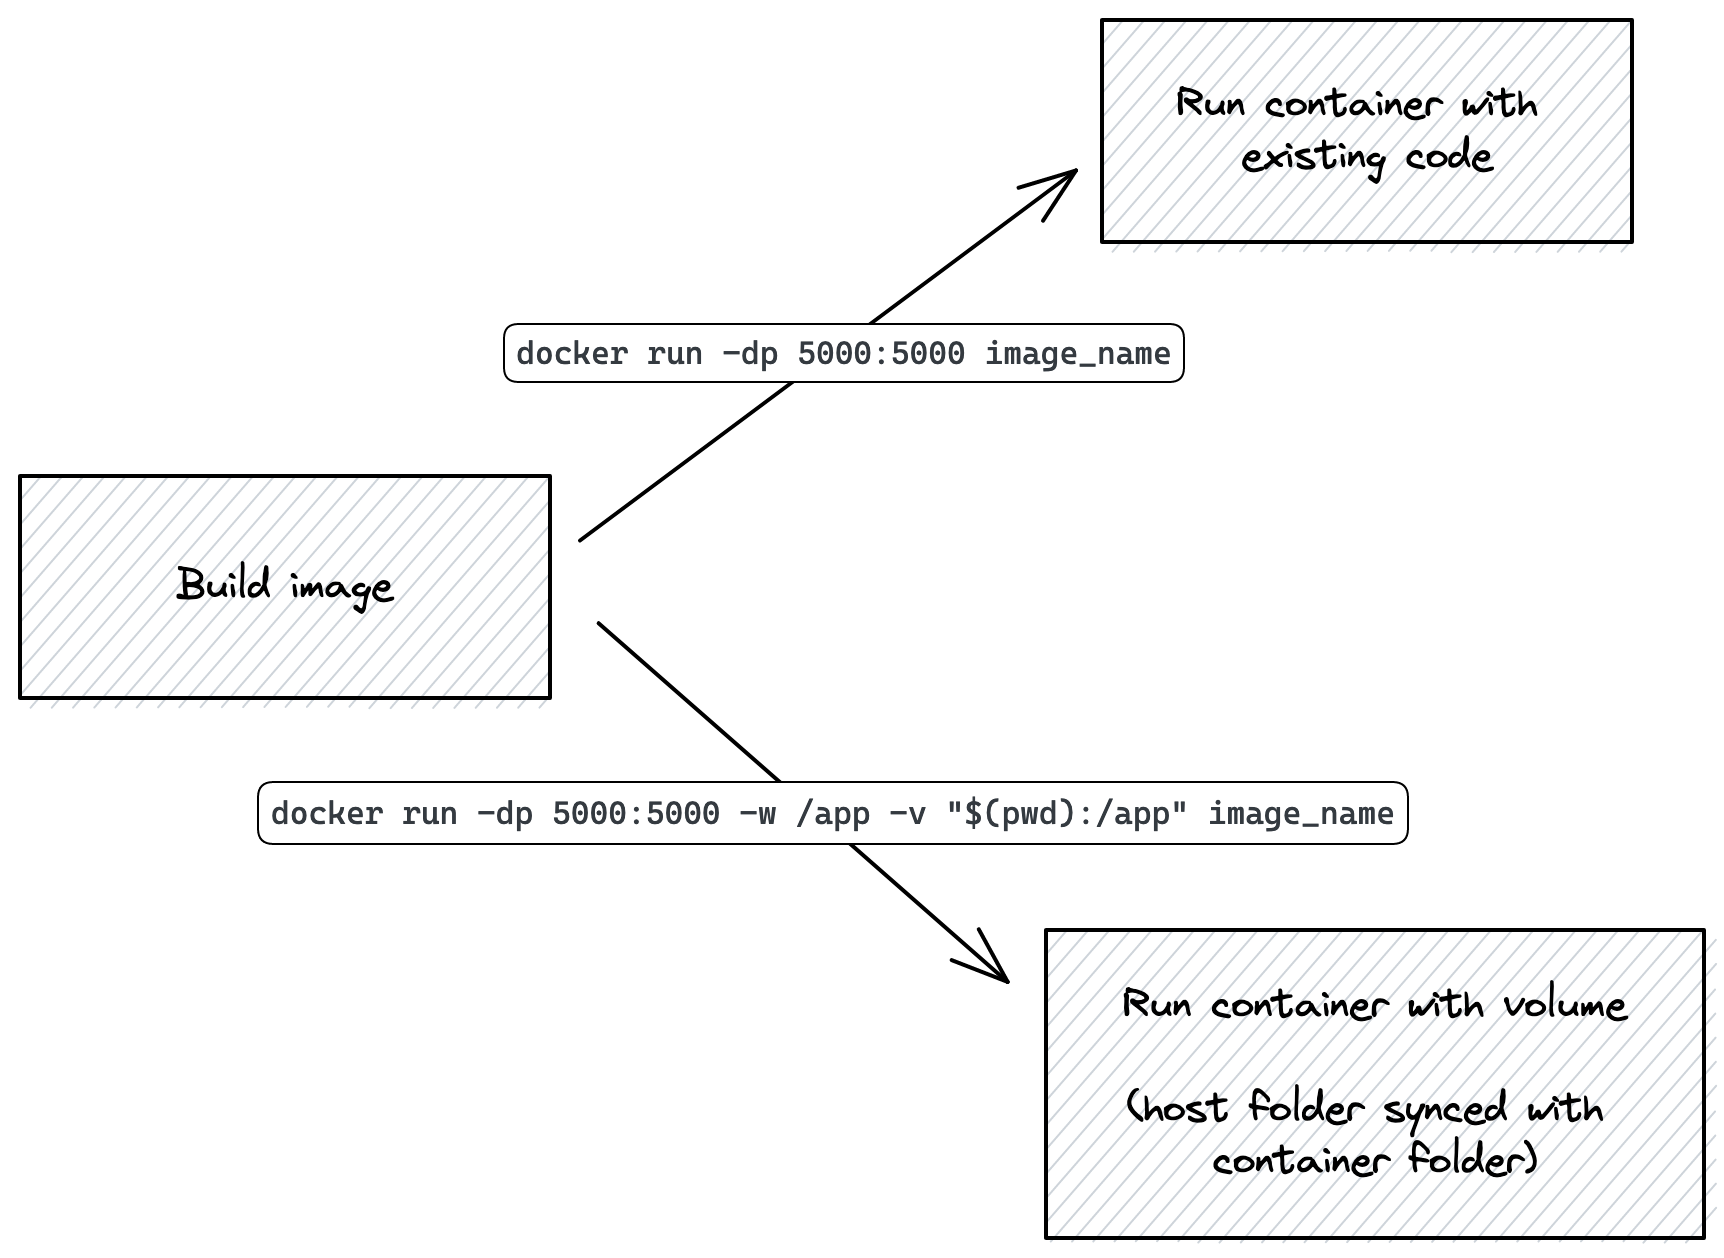 Run container with
existing code
docker run -dp 5000:5000 image_name
Build image
docker run -dp 5000:5000 -w /app -v "$(pwd):/app" image_name
Run container with volume
(host folder synced with
container folder)